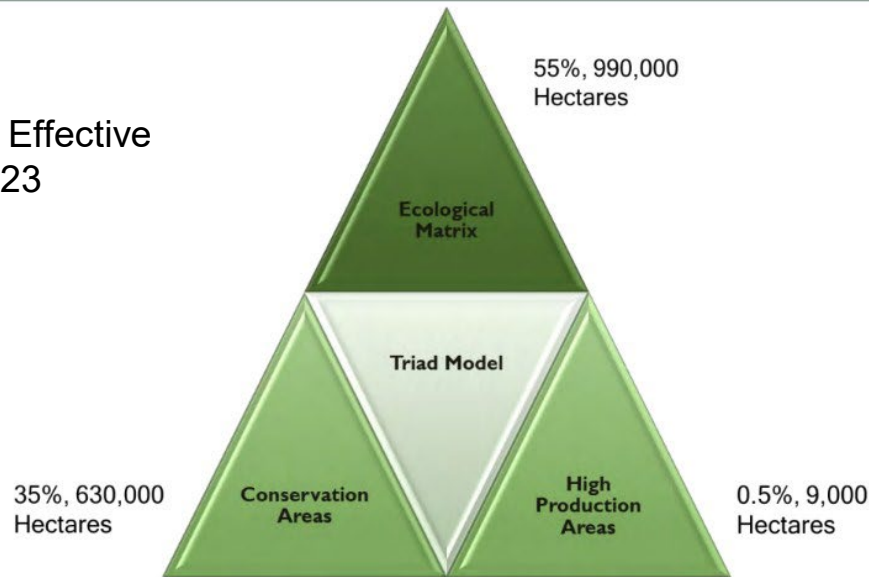 55%, 990,000
Hectares
Effective
23
Ecological
Matrix
Triad Model
35%, 630,000
Hectares
Conservation
Areas
High
Production
Areas
0.5%, 9,000
Hectares